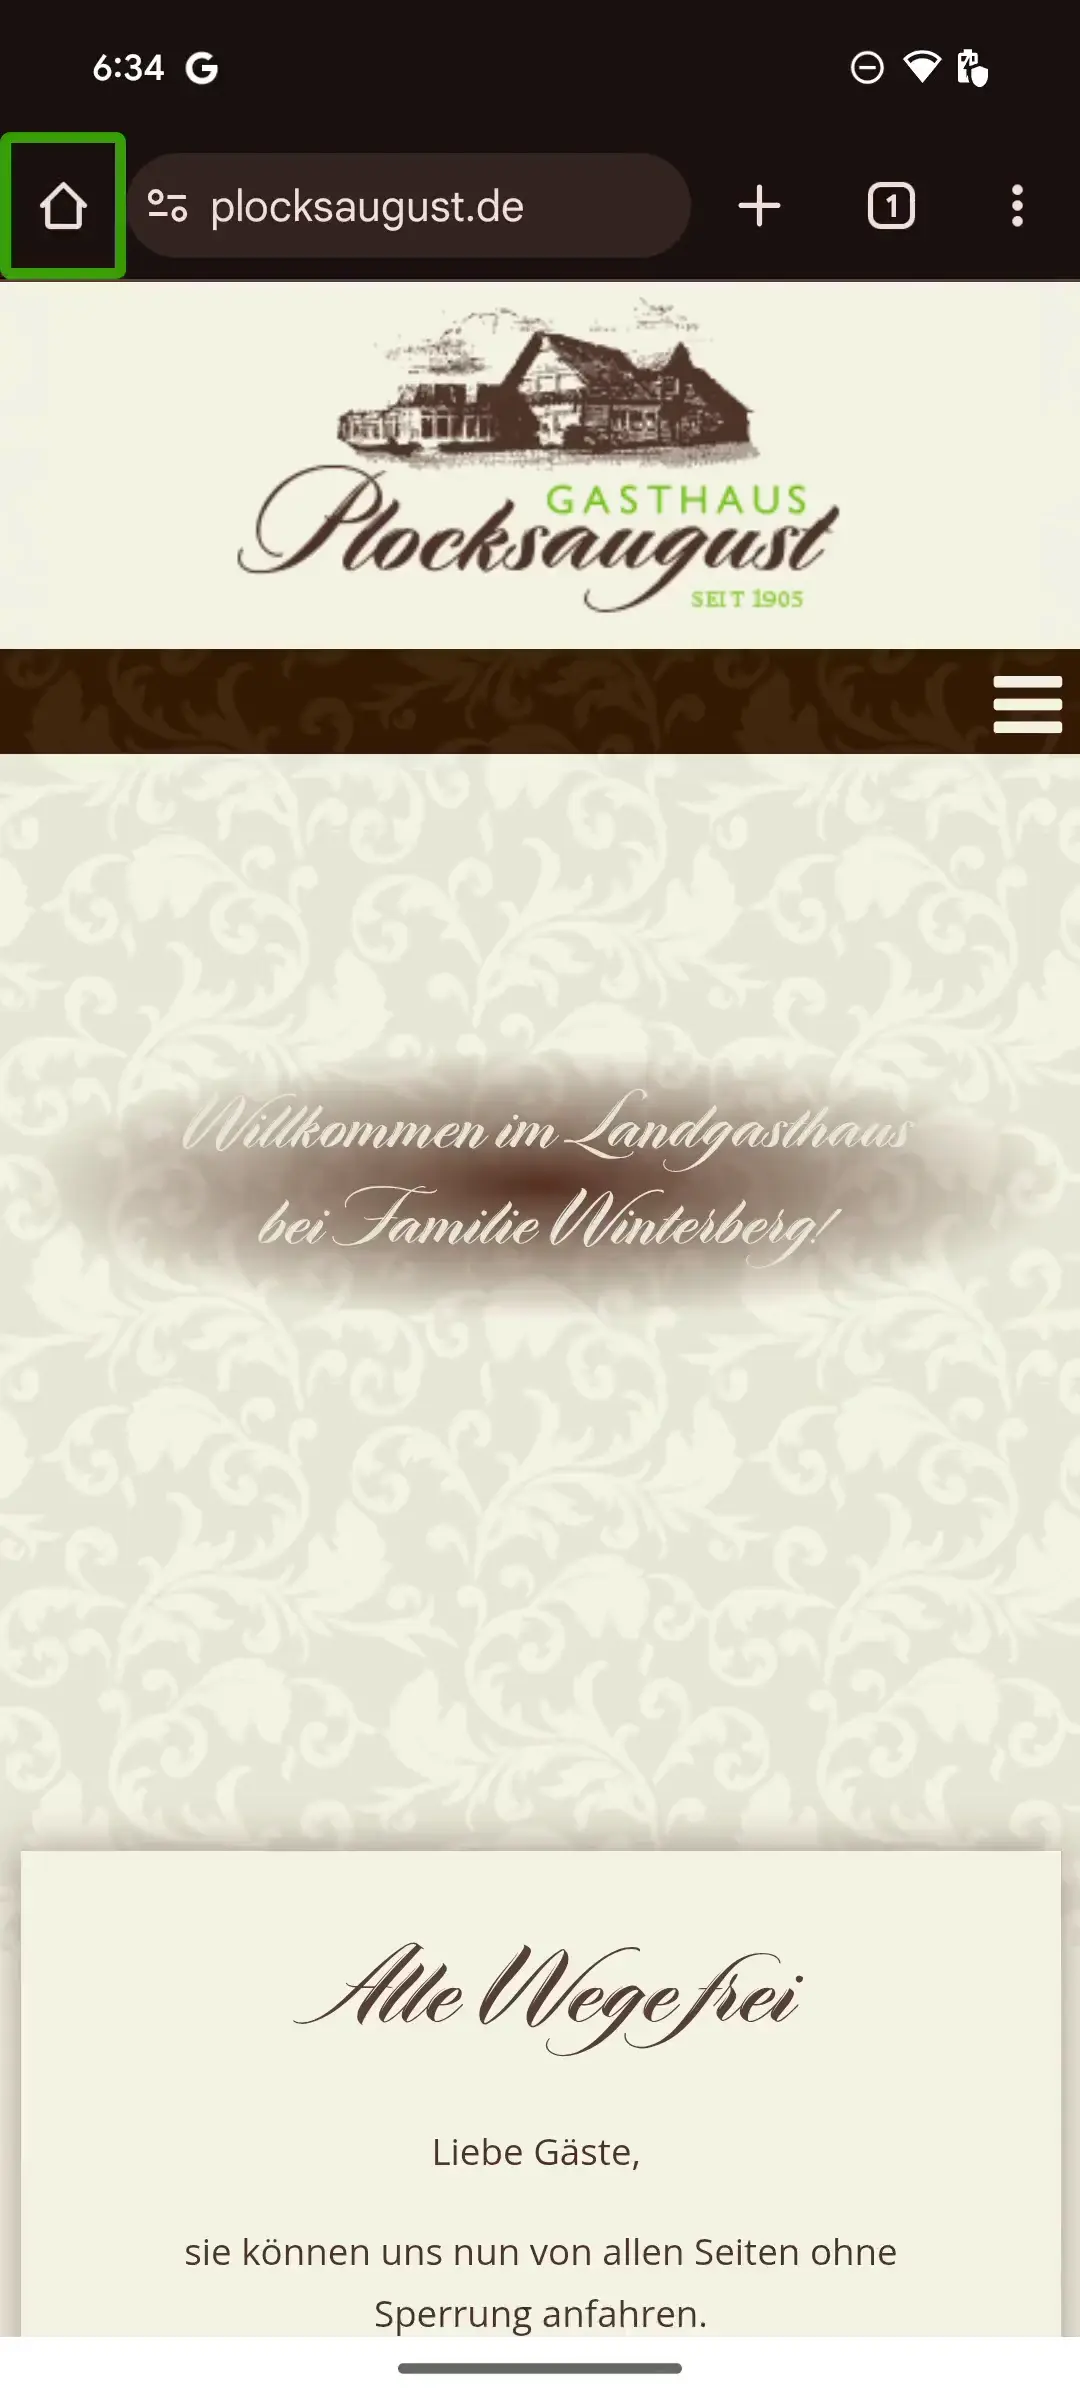 6:34
plocksaugust.de
1
GASTHAUS
Plocksaugust
SEIT 1905
Willkommen im Landgasthaus
bei Familie Winterberg!
Alle Wege frei
Liebe Gäste,
sie können uns nun von allen Seiten ohne
Sperrung anfahren.